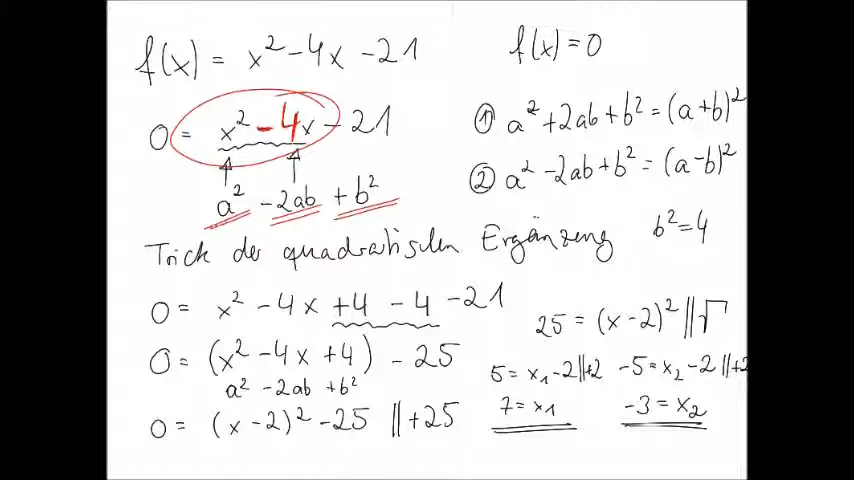 f(x) = x² - 4x - 21
f(x) = 0
0 = x² - 4x - 21
① a² + 2ab + b² = (a+b)²
② a² - 2ab + b² = (a-b)²
a² - 2ab + b²
Trick der quadratischen Ergänzung
b² = 4
0 = x² - 4x + 4 - 4 - 21
0 = (x² - 4x + 4) - 25
a² - 2ab + b²
0 = (x - 2)² - 25 || +25
25 = (x - 2)² || √
5 = x₁ - 2 || +2
-5 = x₂ - 2 || +2
7 = x₁
-3 = x₂